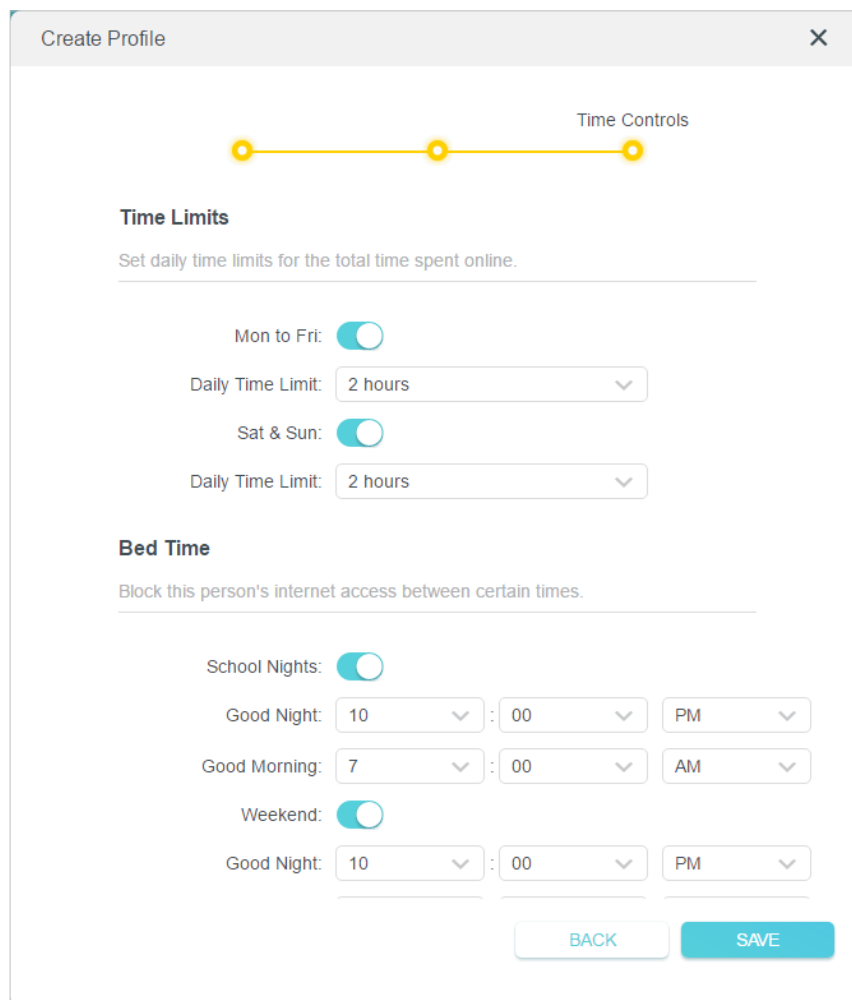 Create Profile
Time Controls
Time Limits
Set daily time limits for the total time spent online.
Mon to Fri:
Daily Time Limit: 2 hours
Sat & Sun:
Daily Time Limit: 2 hours
Bed Time
Block this person's internet access between certain times.
School Nights:
Good Night: 10 : 00 PM
Good Morning: 7 : 00 AM
Weekend:
Good Night: 10 : 00 PM
BACK SAVE